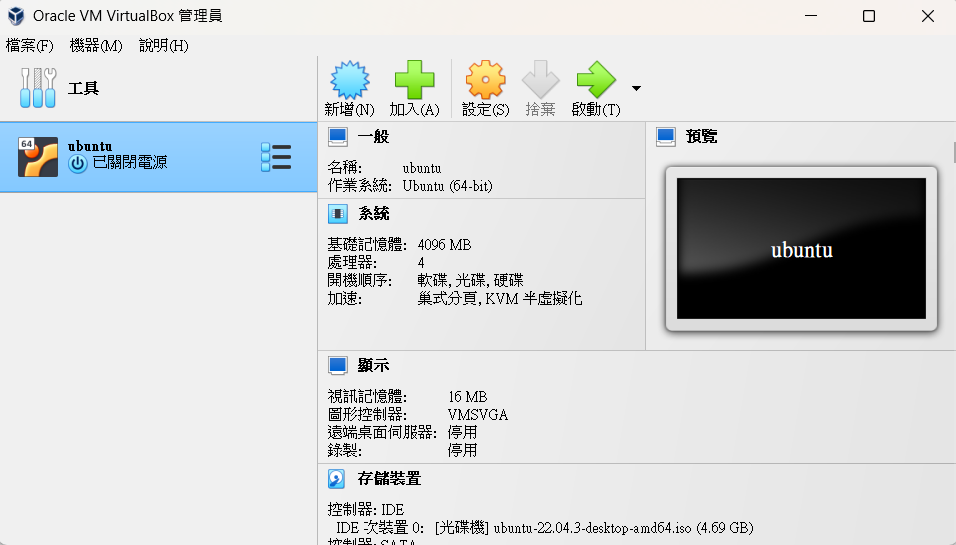 Oracle VM VirtualBox 管理員
檔案(F) 機器(M) 說明(H)
工具
新增(N) 加入(A) 設定(S) 捨棄 啟動(T)
64
ubuntu
已關閉電源
一般
名稱: ubuntu
作業系統: Ubuntu (64-bit)
預覽
ubuntu
系統
基礎記憶體: 4096 MB
處理器: 4
開機順序: 軟碟, 光碟, 硬碟
加速: 巢式分頁, KVM 半虛擬化
顯示
視訊記憶體: 16 MB
圖形控制器: VMSVGA
遠端桌面伺服器: 停用
錄製: 停用
存儲裝置
控制器: IDE
IDE 次裝置 0: [光碟機] ubuntu-22.04.3-desktop-amd64.iso (4.69 GB)
控制器: SATA